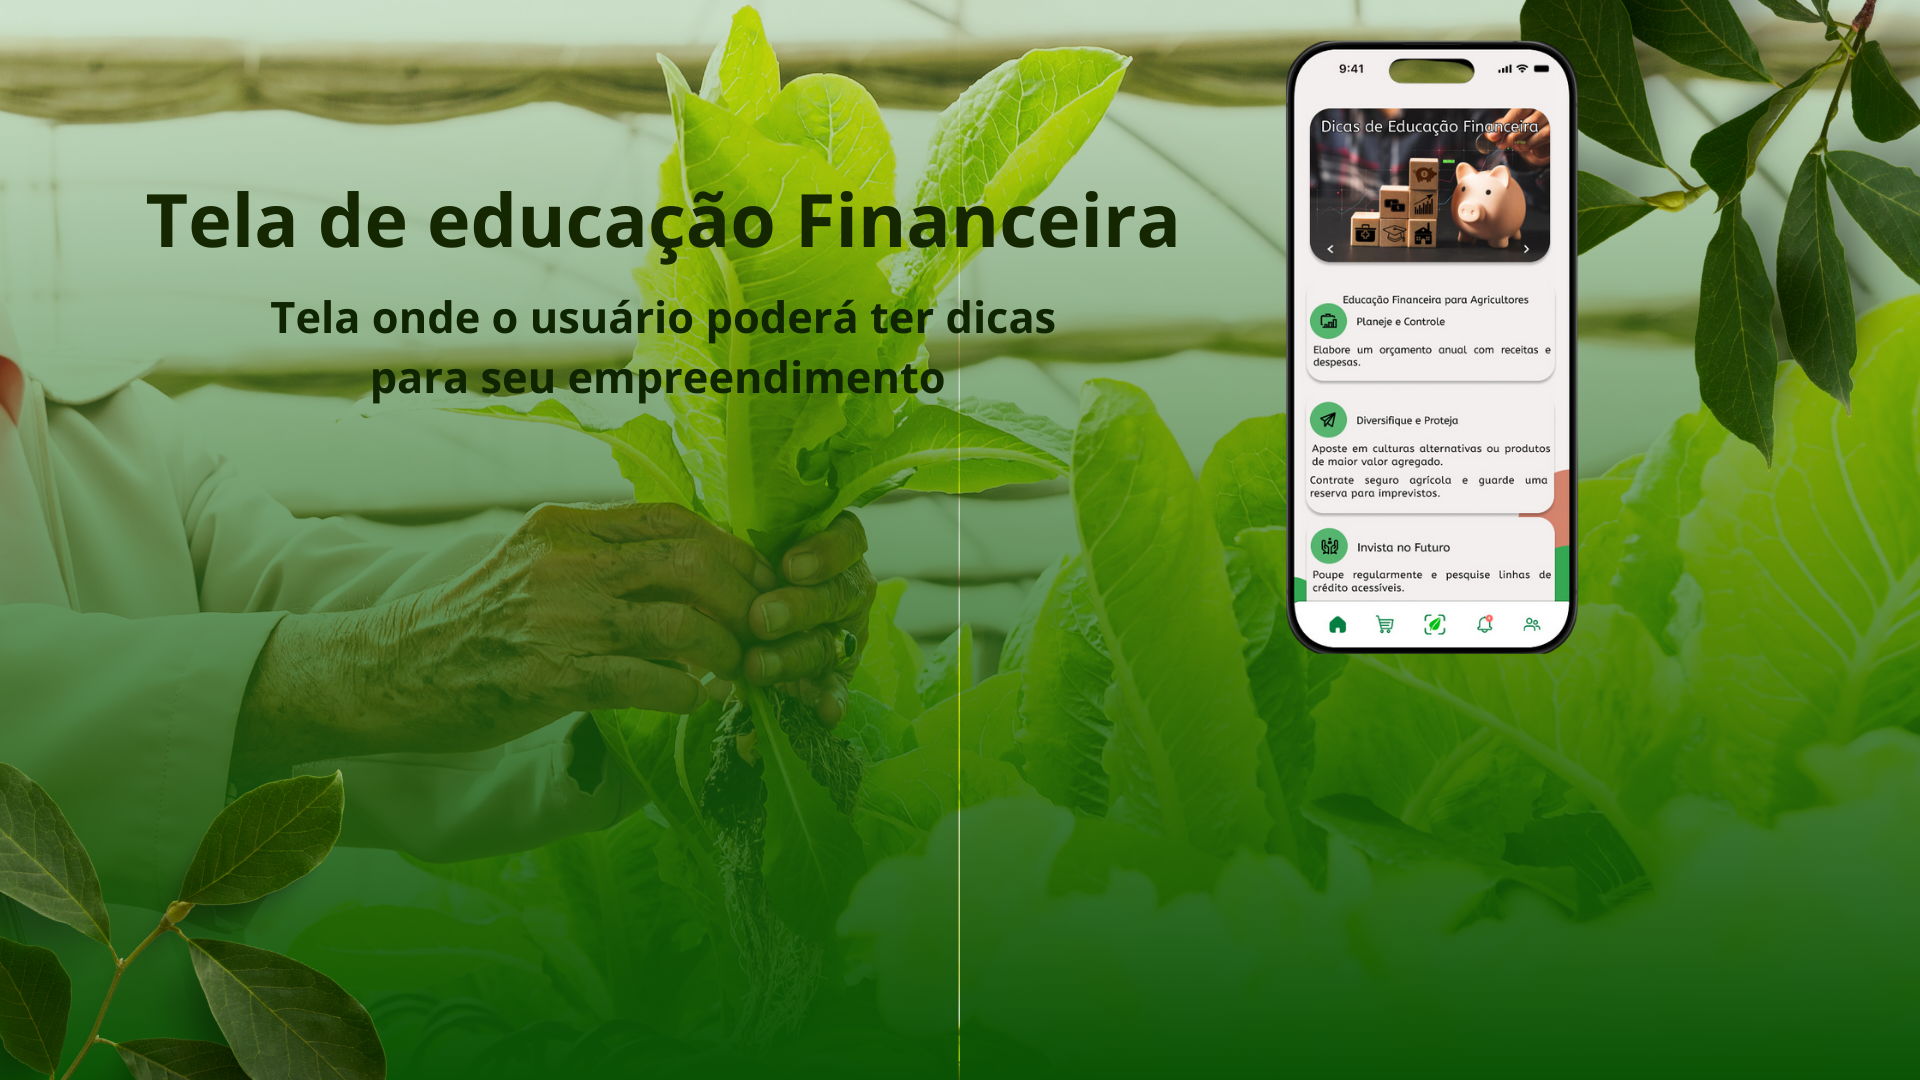 Tela de educação Financeira
Tela onde o usuário poderá ter dicas
para seu empreendimento
9:41
Dicas de Educação Financeira
Educação Financeira para Agricultores
Planeje e Controle
Elabore um orçamento anual com receitas e
despesas.
Diversifique e Proteja
Aposte em culturas alternativas ou produtos
de maior valor agregado.
Contrate seguro agrícola e guarde uma
reserva para imprevistos.
Invista no Futuro
Poupe regularmente e pesquise linhas de
crédito acessíveis.